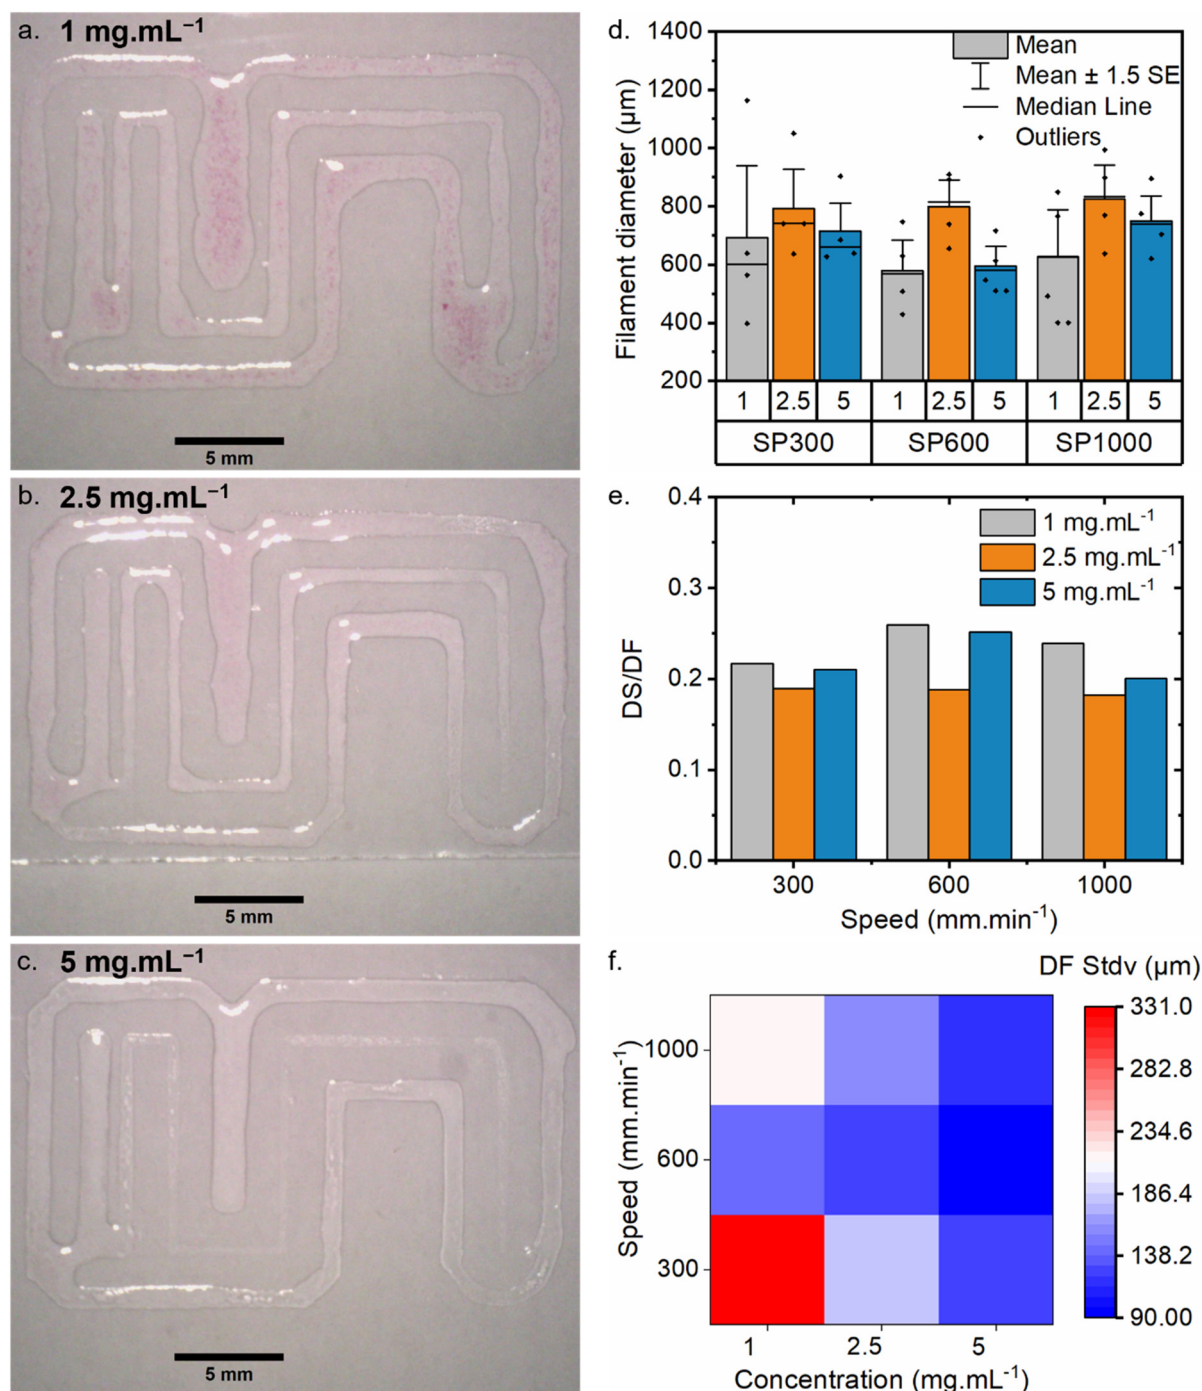 a. 1 mg.mL⁻¹
5 mm
b. 2.5 mg.mL⁻¹
5 mm
c. 5 mg.mL⁻¹
5 mm
d.
1400
1200
1000
800
600
400
200
Filament diameter (µm)
Mean
Mean ± 1.5 SE
Median Line
Outliers
1 2.5 5 1 2.5 5 1 2.5 5
SP300 SP600 SP1000
e.
0.4
0.3
0.2
0.1
0.0
DS/DF
1 mg.mL⁻¹
2.5 mg.mL⁻¹
5 mg.mL⁻¹
300 600 1000
Speed (mm.min⁻¹)
f.
DF Stdv (µm)
331.0
282.8
234.6
186.4
138.2
90.00
1000
600
300
Speed (mm.min⁻¹)
1 2.5 5
Concentration (mg.mL⁻¹)